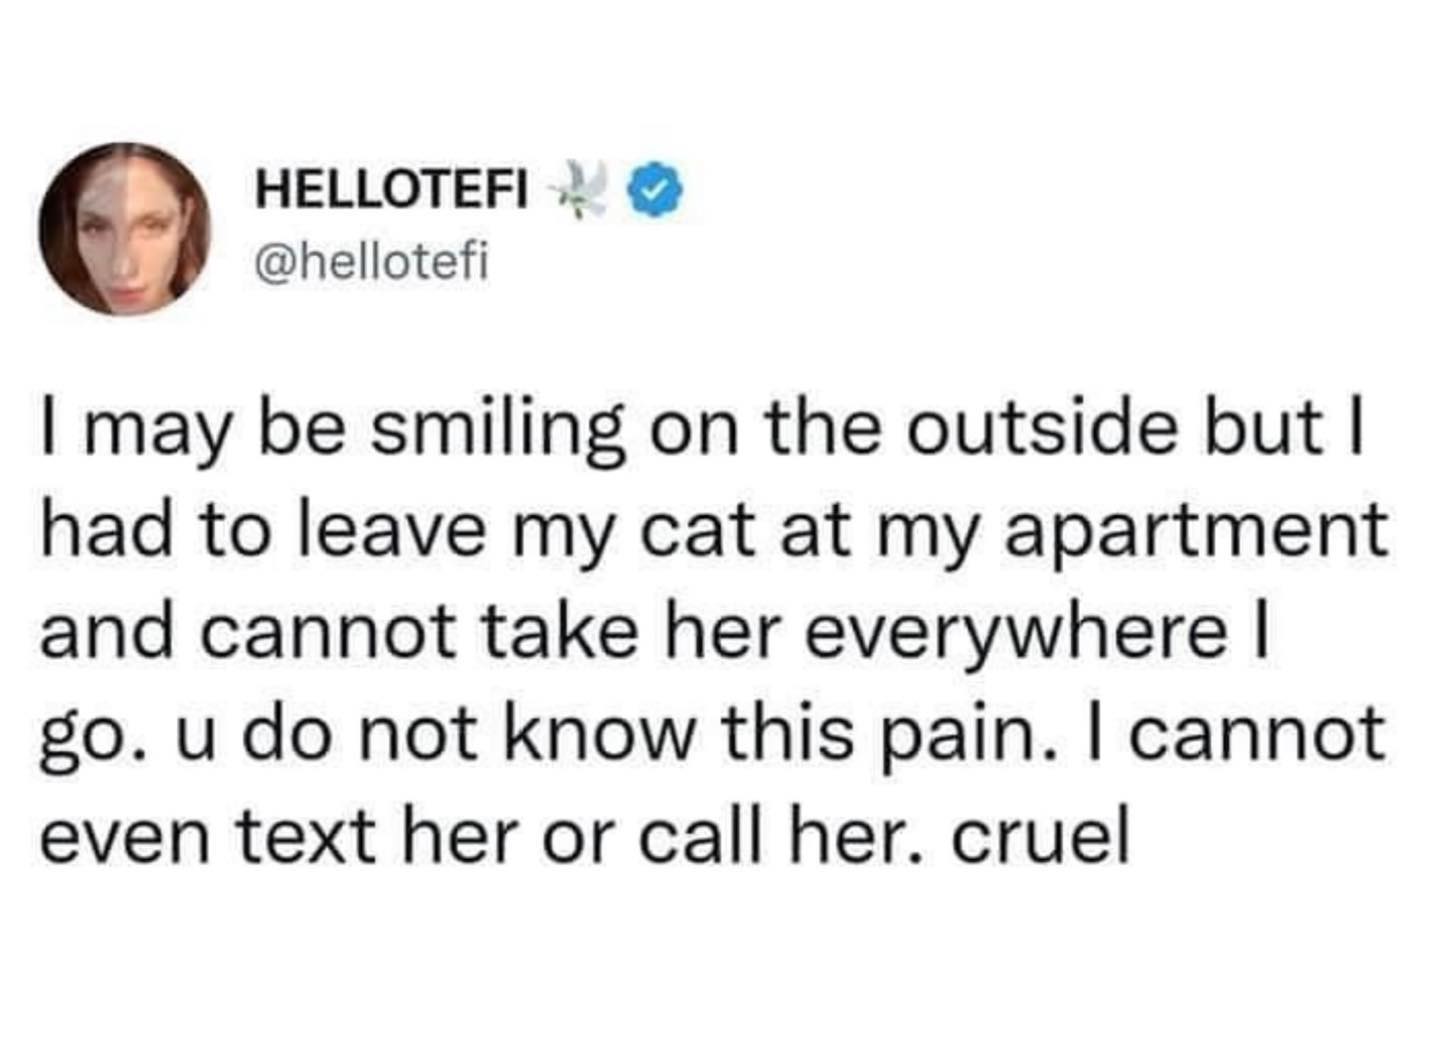 HELLOTEFI 🕊
@hellotefi
I may be smiling on the outside but I
had to leave my cat at my apartment
and cannot take her everywhere I
go. u do not know this pain. I cannot
even text her or call her. cruel